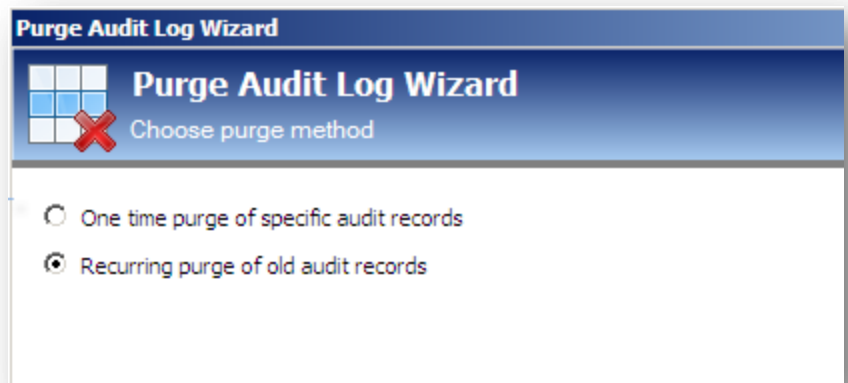 Purge Audit Log Wizard
Purge Audit Log Wizard
Choose purge method
One time purge of specific audit records
Recurring purge of old audit records